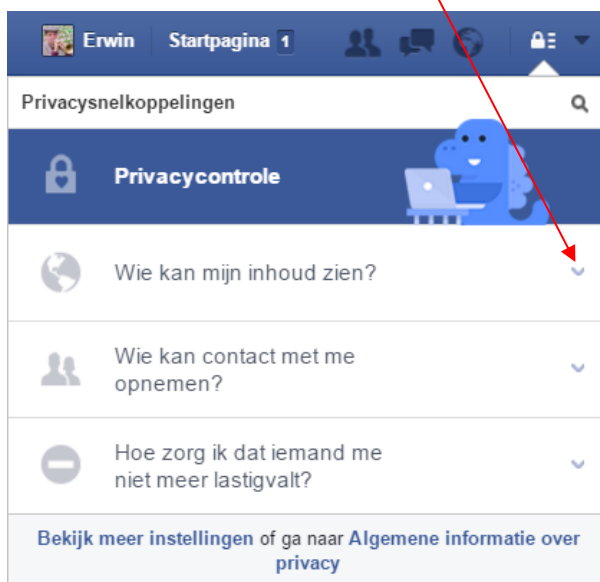 Erwin Startpagina 1
Privacysnelkoppelingen
Privacycontrole
Wie kan mijn inhoud zien?
Wie kan contact met me
opnemen?
Hoe zorg ik dat iemand me
niet meer lastigvalt?
Bekijk meer instellingen of ga naar Algemene informatie over
privacy